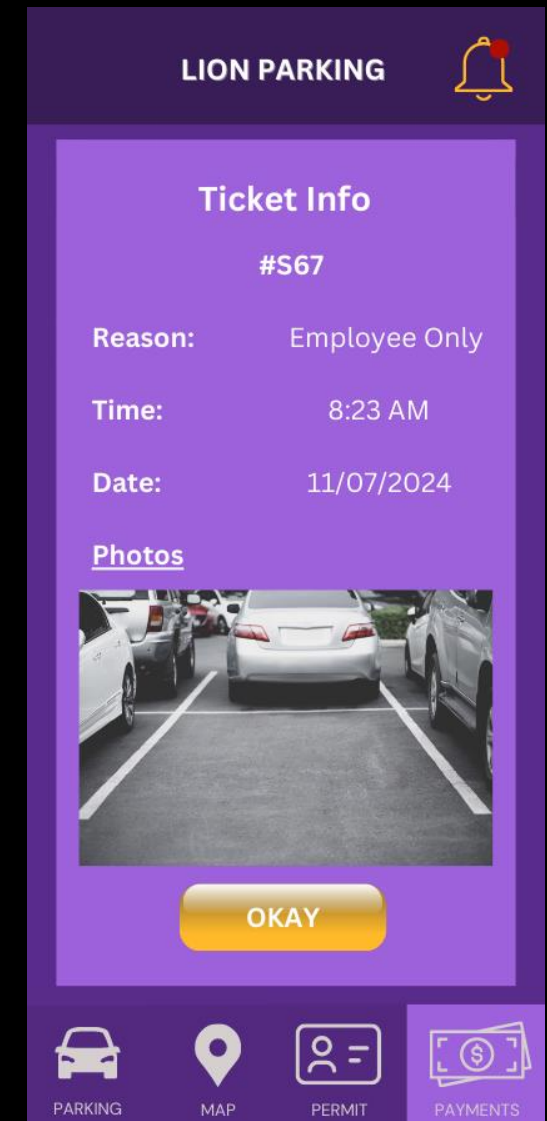 LION PARKING
Ticket Info
#S67
Reason: Employee Only
Time: 8:23 AM
Date: 11/07/2024
Photos
OKAY
PARKING MAP PERMIT PAYMENTS